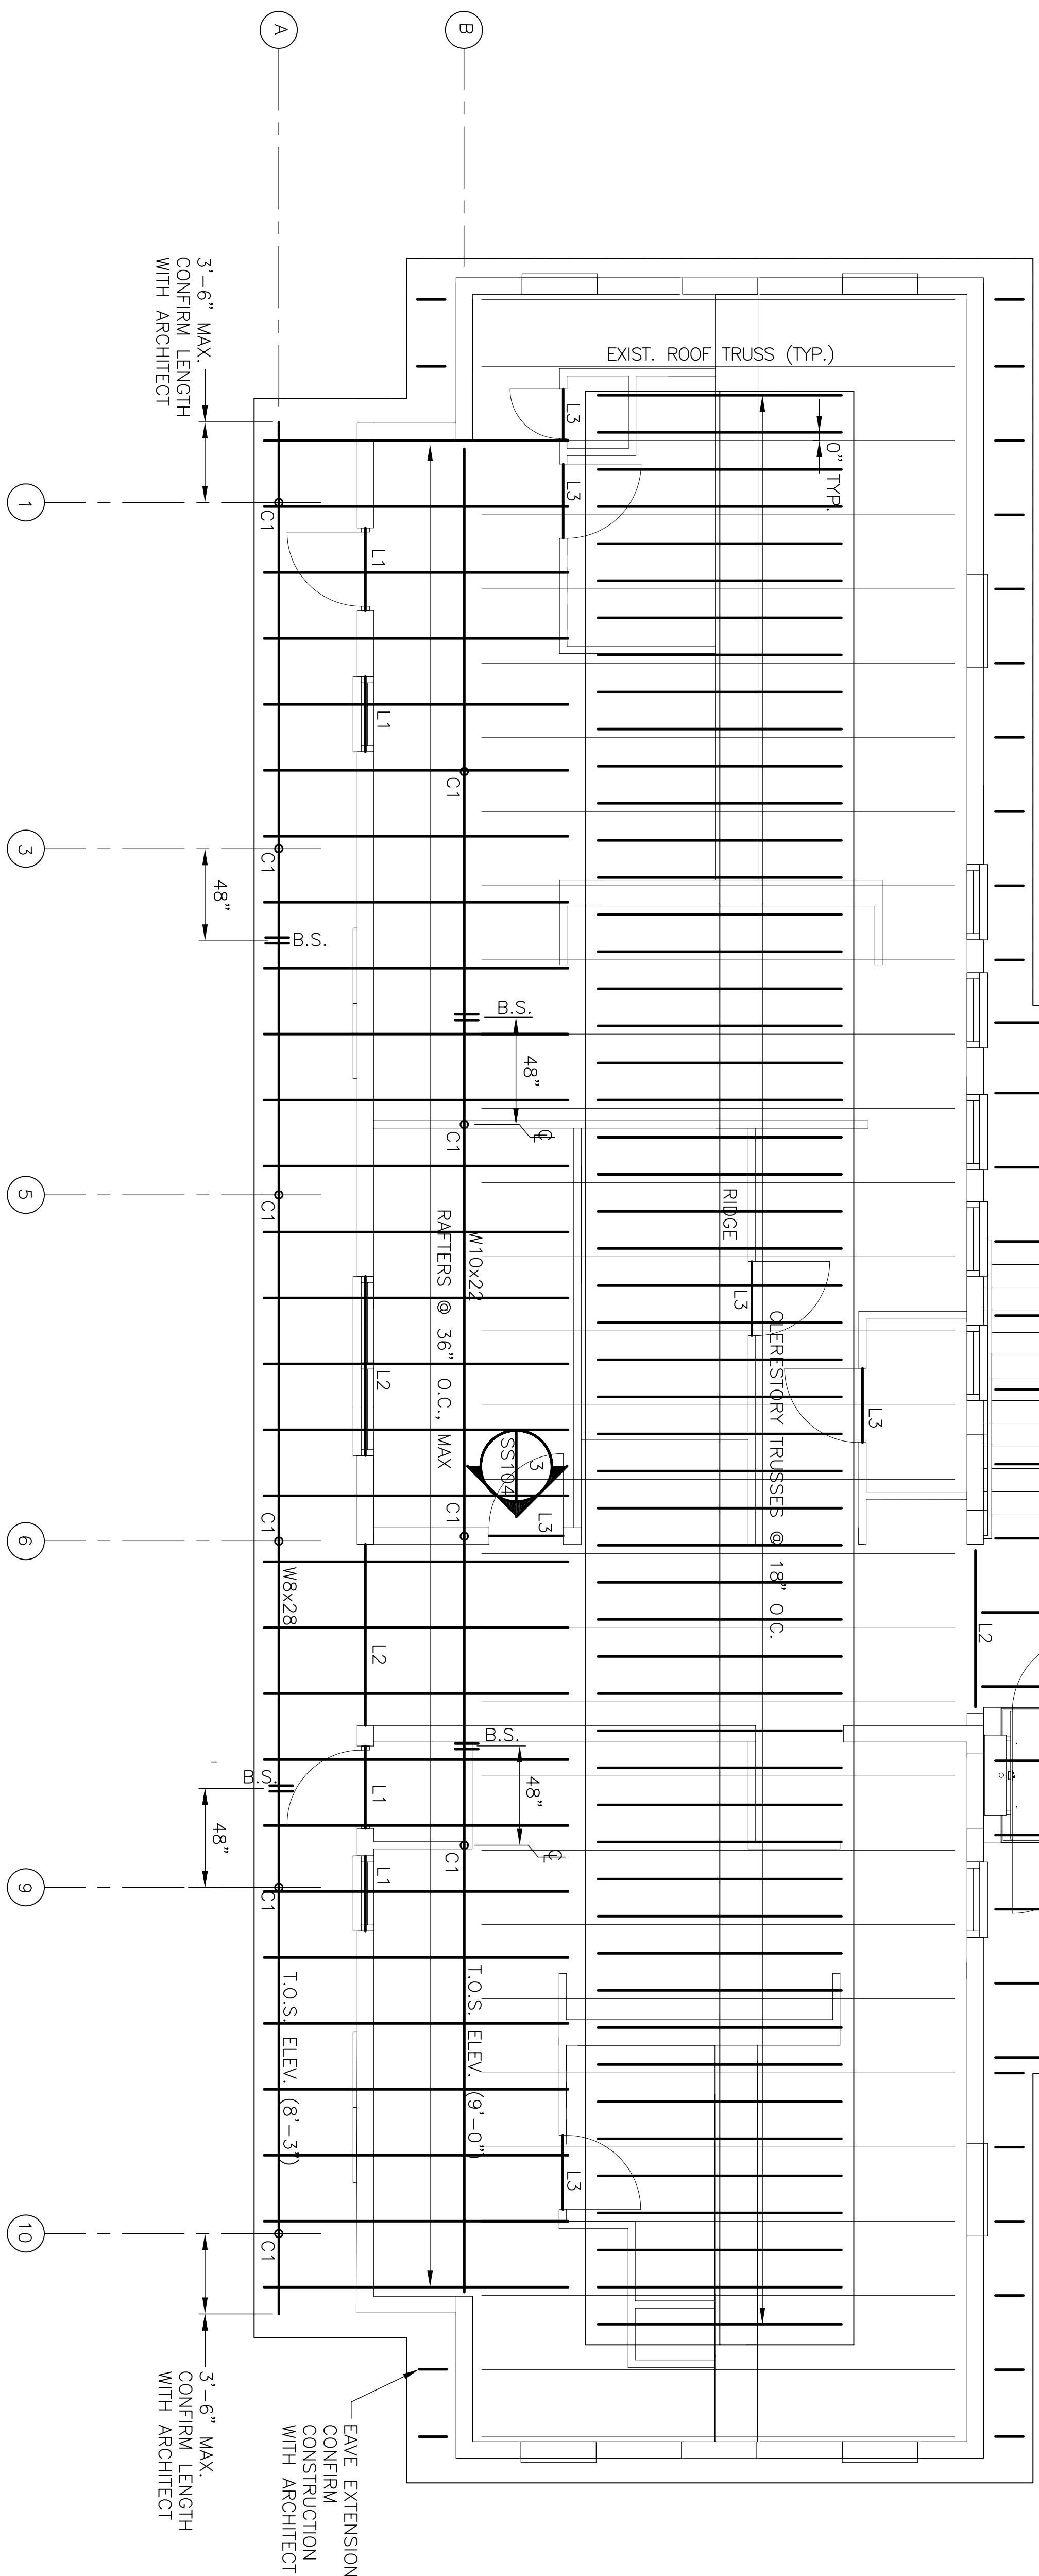 A
B
3'-6" MAX.
CONFIRM LENGTH
WITH ARCHITECT
EXIST. ROOF TRUSS (TYP.)
L3
0" TYP.
L3
1
C1
L1
L1
C1
3
C1
48"
B.S.
B.S.
48"
C1
℄
5
C1
RIDGE
W10x22
RAFTERS @ 36" O.C., MAX
L3
CLERESTORY TRUSSES @ 18" O.C.
L2
L3
3
SS104
L3
C1
6
C1
W8x28
L2
L2
B.S.
48"
B.S.
L1
48"
C1
℄
L1
9
C1
T.O.S. ELEV. (9'-0")
T.O.S. ELEV. (8'-3")
L3
10
C1
3'-6" MAX.
CONFIRM LENGTH
WITH ARCHITECT
EAVE EXTENSION
CONFIRM
CONSTRUCTION
WITH ARCHITECT